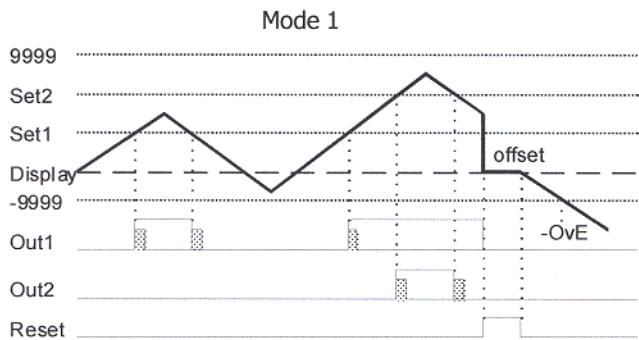 Mode 1
9999
Set2
Set1
offset
Display
-9999
-OvE
Out1
Out2
Reset